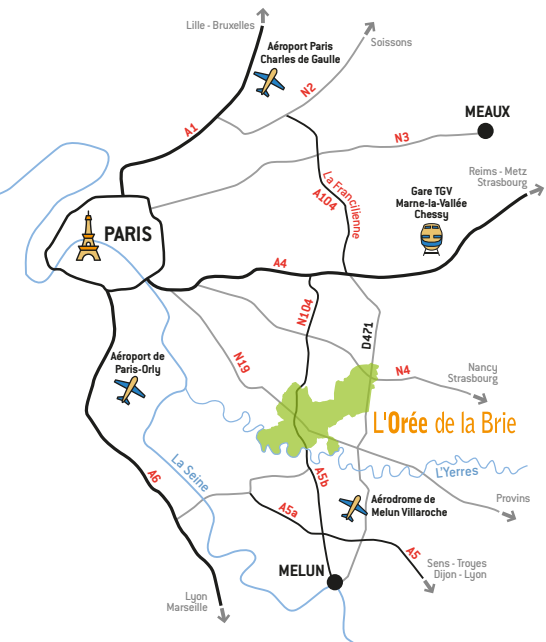 Lille - Bruxelles
Aéroport Paris
Charles de Gaulle
Soissons
N2
A1
MEAUX
N3
La Francilienne
A104
Reims - Metz
Strasbourg
Gare TGV
Marne-la-Vallée
Chessy
PARIS
A4
N104
D471
Aéroport de
Paris-Orly
N19
N4
Nancy
Strasbourg
L'Orée de la Brie
La Seine
A6
A5b
L'Yerres
Provins
A5a
Aérodrome de
Melun Villaroche
A5
MELUN
Sens - Troyes
Dijon - Lyon
Lyon
Marseille